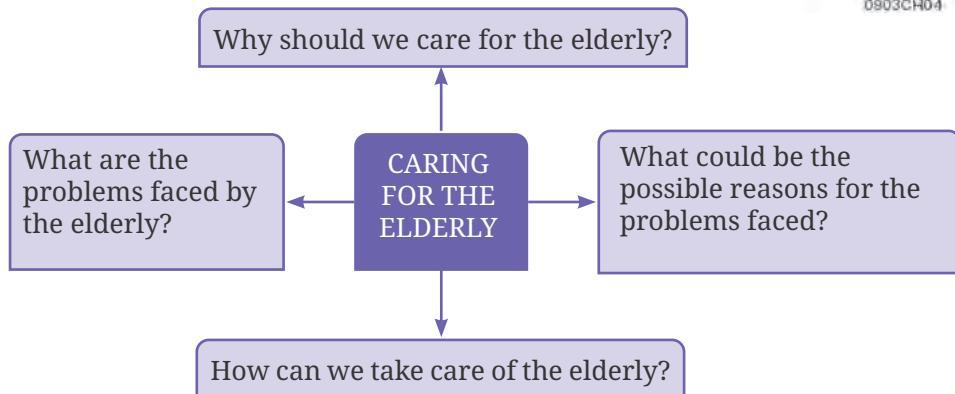 0903CH04
Why should we care for the elderly?
What are the
problems faced by
the elderly?
CARING
FOR THE
ELDERLY
What could be the
possible reasons for the
problems faced?
How can we take care of the elderly?